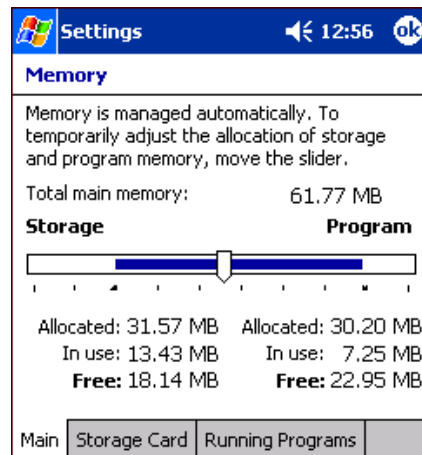 Settings 12:56 ok
Memory
Memory is managed automatically. To
temporarily adjust the allocation of storage
and program memory, move the slider.
Total main memory: 61.77 MB
Storage Program
Allocated: 31.57 MB Allocated: 30.20 MB
In use: 13.43 MB In use: 7.25 MB
Free: 18.14 MB Free: 22.95 MB
Main Storage Card Running Programs